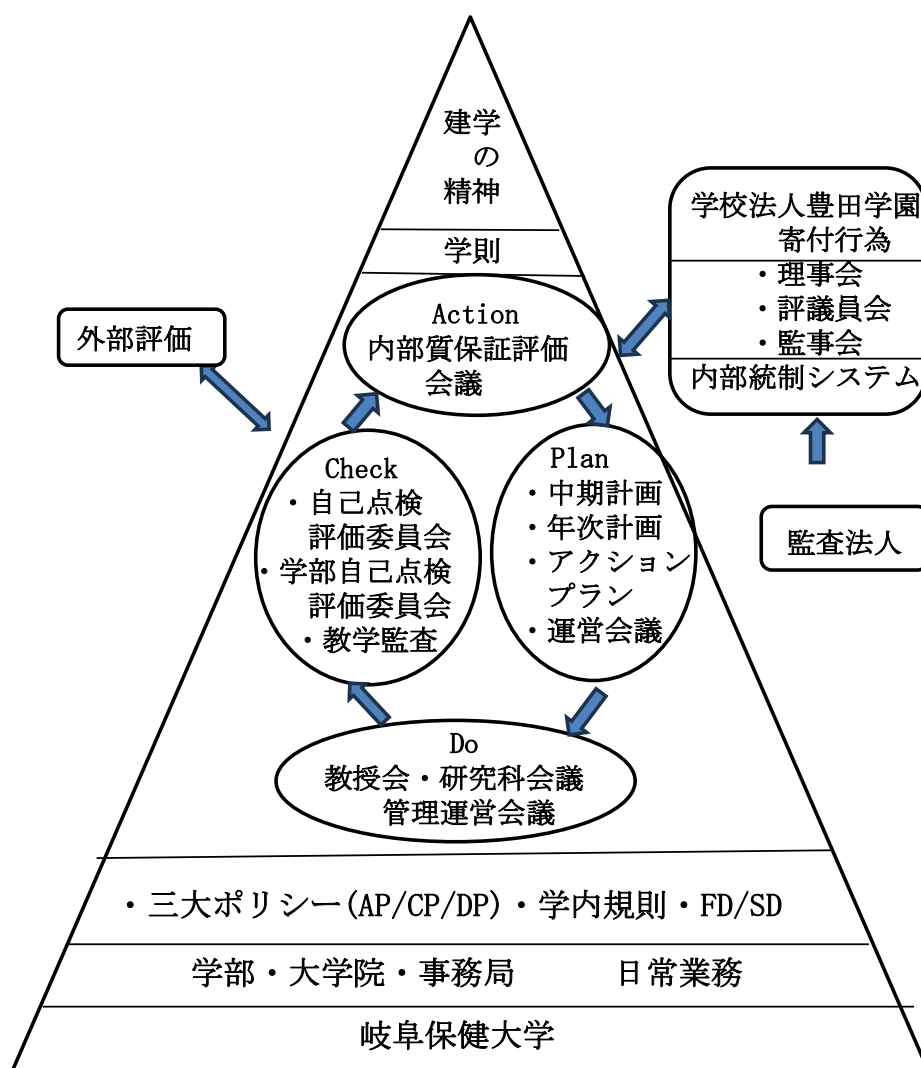 建学
の
精神
学則
Action
内部質保証評価
会議
学校法人豊田学園
寄付行為
・理事会
・評議員会
・監事会
内部統制システム
外部評価
監査法人
Check
・自己点検
評価委員会
・学部自己点検
評価委員会
・教学監査
Plan
・中期計画
・年次計画
・アクション
プラン
・運営会議
Do
教授会・研究科会議
管理運営会議
・三大ポリシー(AP/CP/DP)・学内規則・FD/SD
学部・大学院・事務局　　　日常業務
岐阜保健大学